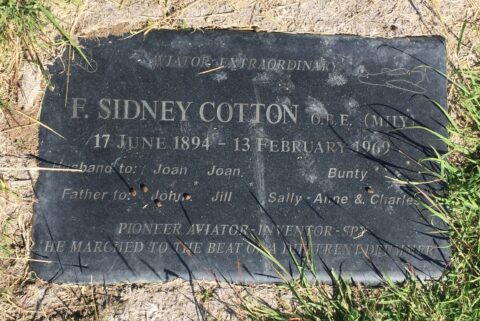 AVIATOR EXTRAORDINARY
F. SIDNEY COTTON O.B.E. (MILY)
17 JUNE 1894 - 13 FEBRUARY 1969
Husband to: Joan Joan, Bunty
Father to: John, Jill Sally-Anne & Charles
PIONEER AVIATOR-INVENTOR-SPY
HE MARCHED TO THE BEAT OF A DIFFERENT DRUMMER